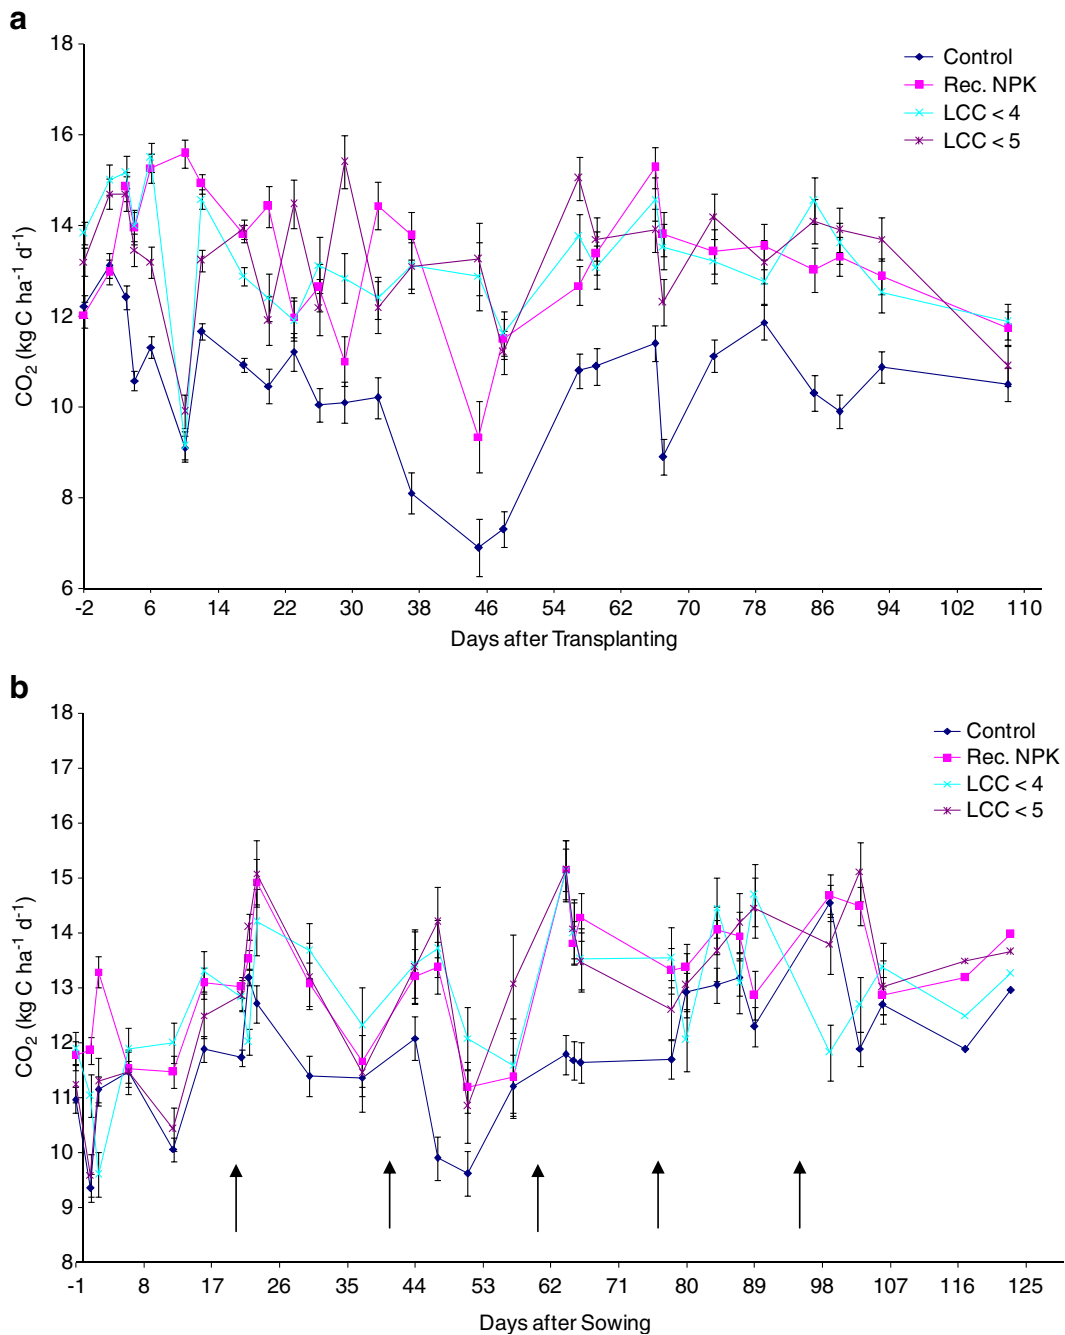 a
18
16
14
12
10
8
6
CO₂ (kg C ha⁻¹ d⁻¹)
Control
Rec. NPK
LCC < 4
LCC < 5
-2 6 14 22 30 38 46 54 62 70 78 86 94 102 110
Days after Transplanting
b
18
17
16
15
14
13
12
11
10
9
8
CO₂ (kg C ha⁻¹ d⁻¹)
Control
Rec. NPK
LCC < 4
LCC < 5
-1 8 17 26 35 44 53 62 71 80 89 98 107 116 125
Days after Sowing